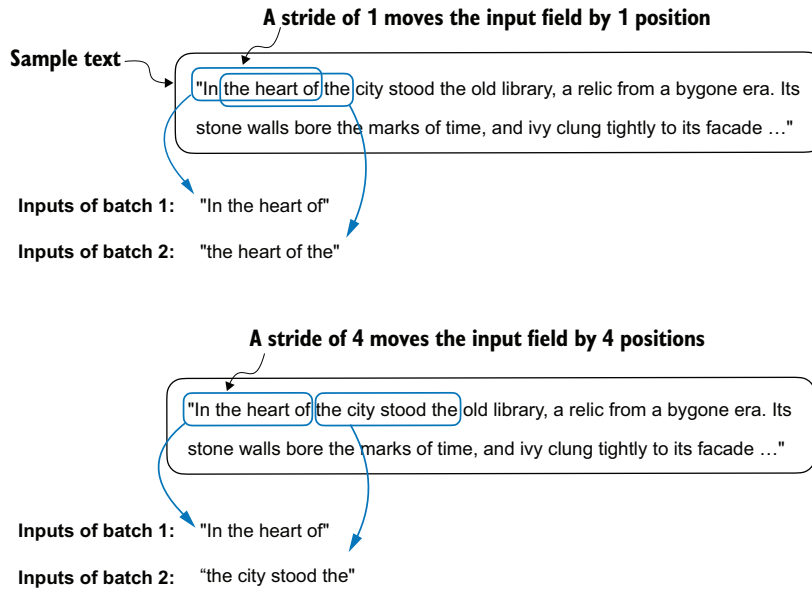 A stride of 1 moves the input field by 1 position
Sample text
"In the heart of the city stood the old library, a relic from a bygone era. Its
stone walls bore the marks of time, and ivy clung tightly to its facade …"
Inputs of batch 1: "In the heart of"
Inputs of batch 2: "the heart of the"
A stride of 4 moves the input field by 4 positions
"In the heart of the city stood the old library, a relic from a bygone era. Its
stone walls bore the marks of time, and ivy clung tightly to its facade …"
Inputs of batch 1: "In the heart of"
Inputs of batch 2: “the city stood the"